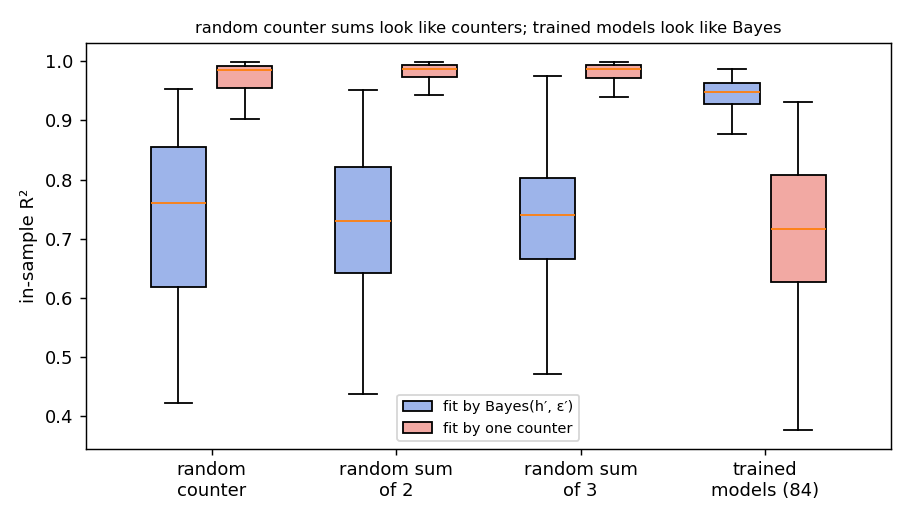 random counter sums look like counters; trained models look like Bayes
in-sample R²
1.0
0.9
0.8
0.7
0.6
0.5
0.4
fit by Bayes(h′, ε′)
fit by one counter
random
counter
random sum
of 2
random sum
of 3
trained
models (84)